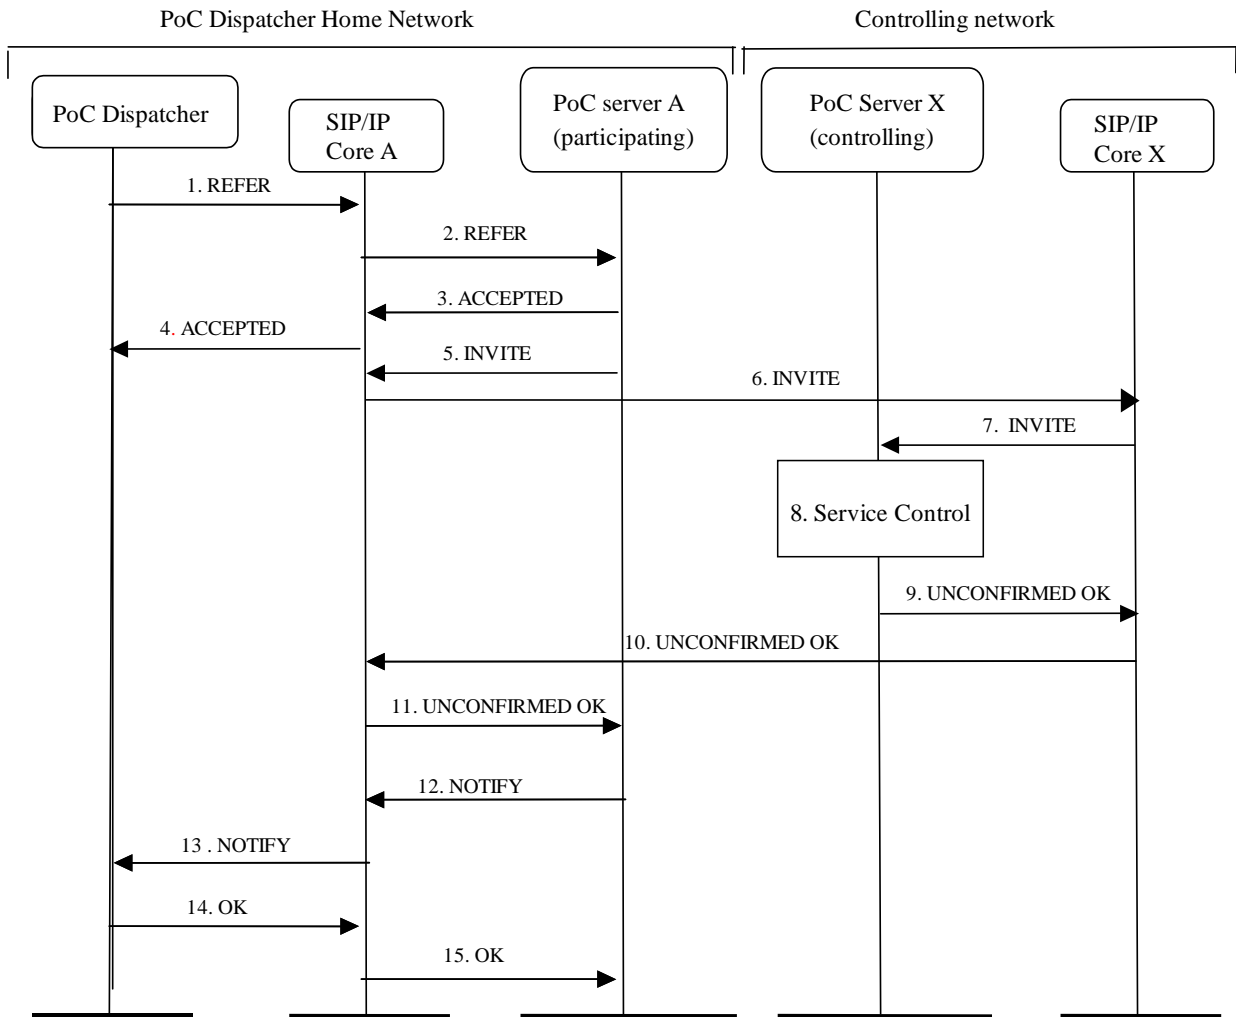 PoC Dispatcher Home Network
Controlling network
PoC Dispatcher
SIP/IP
Core A
PoC server A
(participating)
PoC Server X
(controlling)
SIP/IP
Core X
1. REFER
2. REFER
3. ACCEPTED
4. ACCEPTED
5. INVITE
6. INVITE
7.  INVITE
8. Service Control
9. UNCONFIRMED OK
10. UNCONFIRMED OK
11. UNCONFIRMED OK
12. NOTIFY
13 . NOTIFY
14. OK
15. OK